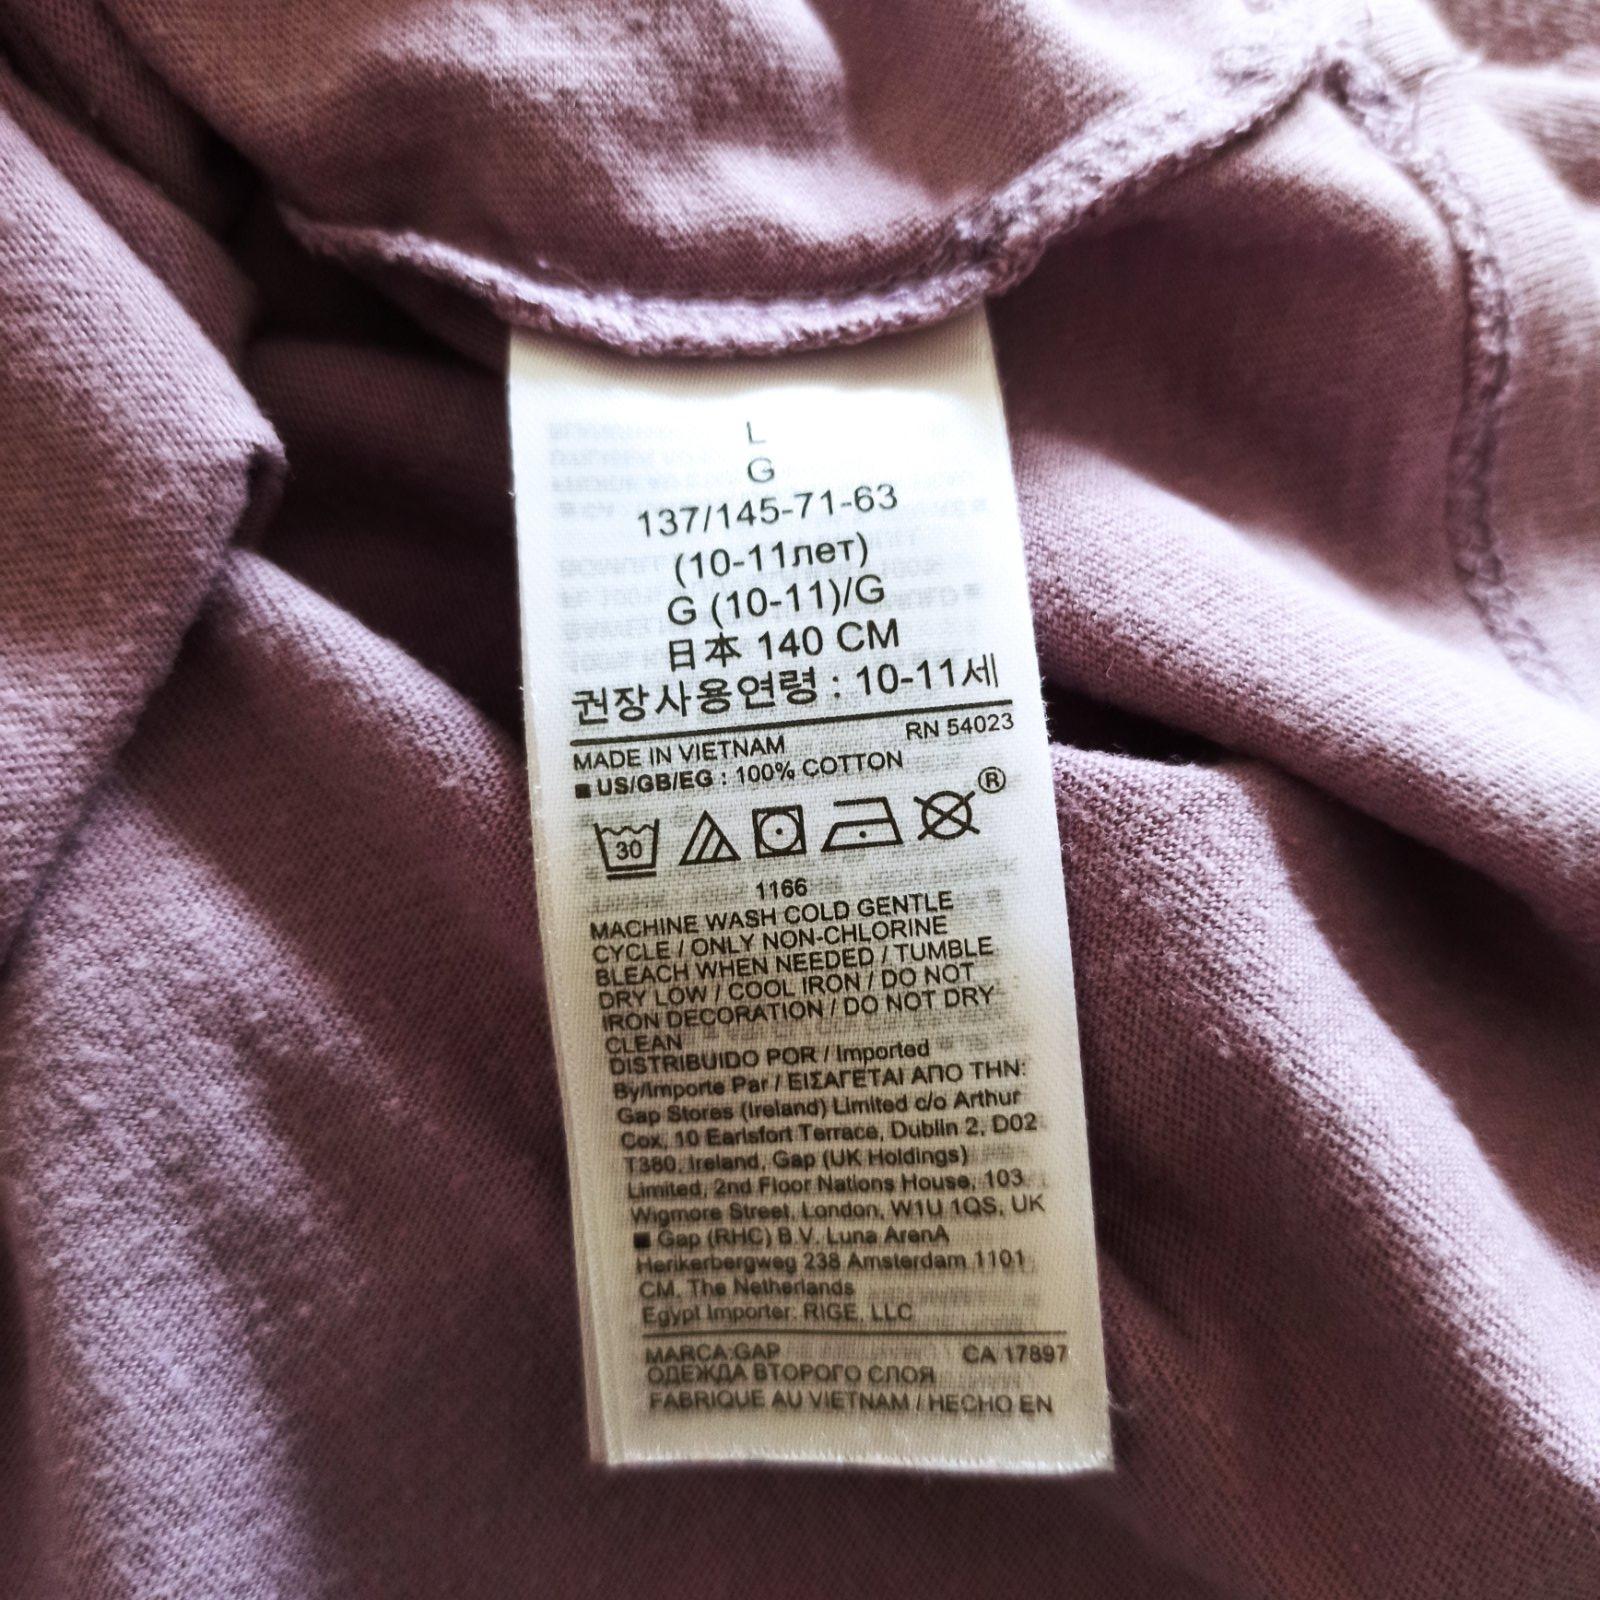 L
G
137/145-71-63
(10-11лет)
G (10-11)/G
日本 140 CM
권장사용연령 : 10-11세
MADE IN VIETNAM RN 54023
■ US/GB/EG : 100% COTTON
30 ®
1166
MACHINE WASH COLD GENTLE
CYCLE / ONLY NON-CHLORINE
BLEACH WHEN NEEDED / TUMBLE
DRY LOW / COOL IRON / DO NOT
IRON DECORATION / DO NOT DRY
CLEAN
DISTRIBUIDO POR / Imported
By/Importe Par / ΕΙΣΑΓΕΤΑΙ ΑΠΟ ΤΗΝ:
Gap Stores (Ireland) Limited c/o Arthur
Cox, 10 Earlsfort Terrace, Dublin 2, D02
T380, Ireland, Gap (UK Holdings)
Limited, 2nd Floor Nations House, 103
Wigmore Street, London, W1U 1QS, UK
■ Gap (RHC) B.V. Luna ArenA
Herikerbergweg 238 Amsterdam 1101
CM, The Netherlands
Egypt Importer: RIGE, LLC
MARCA:GAP CA 17897
ОДЕЖДА ВТОРОГО СЛОЯ
FABRIQUE AU VIETNAM / HECHO EN